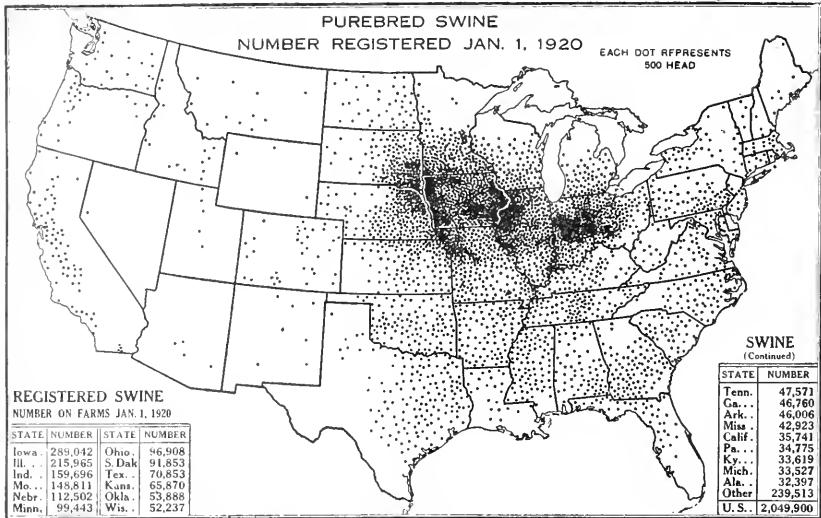 PUREBRED SWINE
NUMBER REGISTERED JAN. 1, 1920
EACH DOT REPRESENTS
500 HEAD
REGISTERED SWINE
NUMBER ON FARMS JAN. 1, 1920
STATE NUMBER STATE NUMBER
Iowa. 289,042 Ohio. 96,908
Ill. . . 215,965 S. Dak 91,853
Ind. . 159,696 Tex. . 70,853
Mo. . . 148,811 Kans. 65,870
Nebr. 112,502 Okla. 53,888
Minn. 99,443 Wis. . 52,237
SWINE
(Continued)
STATE NUMBER
Tenn. 47,571
Ga. . . 46,760
Ark. . 46,006
Miss 42,923
Calif. 35,741
Pa. . . 34,775
Ky. . . 33,619
Mich. 33,527
Ala. . 32,397
Other 239,513
U.S. . 2,049,900